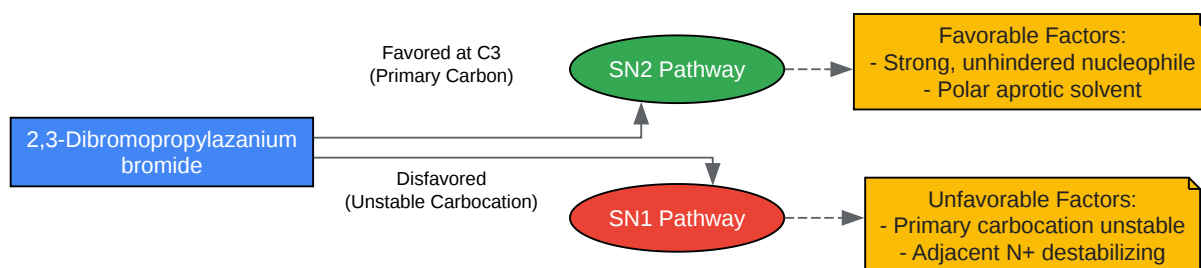 Favored at C3
(Primary Carbon)
SN2 Pathway
Favorable Factors:
- Strong, unhindered nucleophile
- Polar aprotic solvent
2,3-Dibromopropylazanium
bromide
Disfavored
(Unstable Carbocation)
SN1 Pathway
Unfavorable Factors:
- Primary carbocation unstable
- Adjacent N+ destabilizing